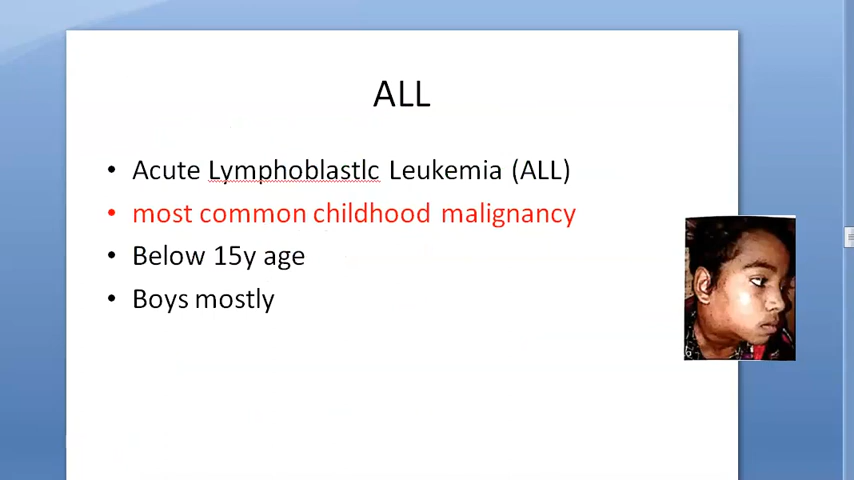 ALL
• Acute Lymphoblastlc Leukemia (ALL)
• most common childhood malignancy
• Below 15y age
• Boys mostly